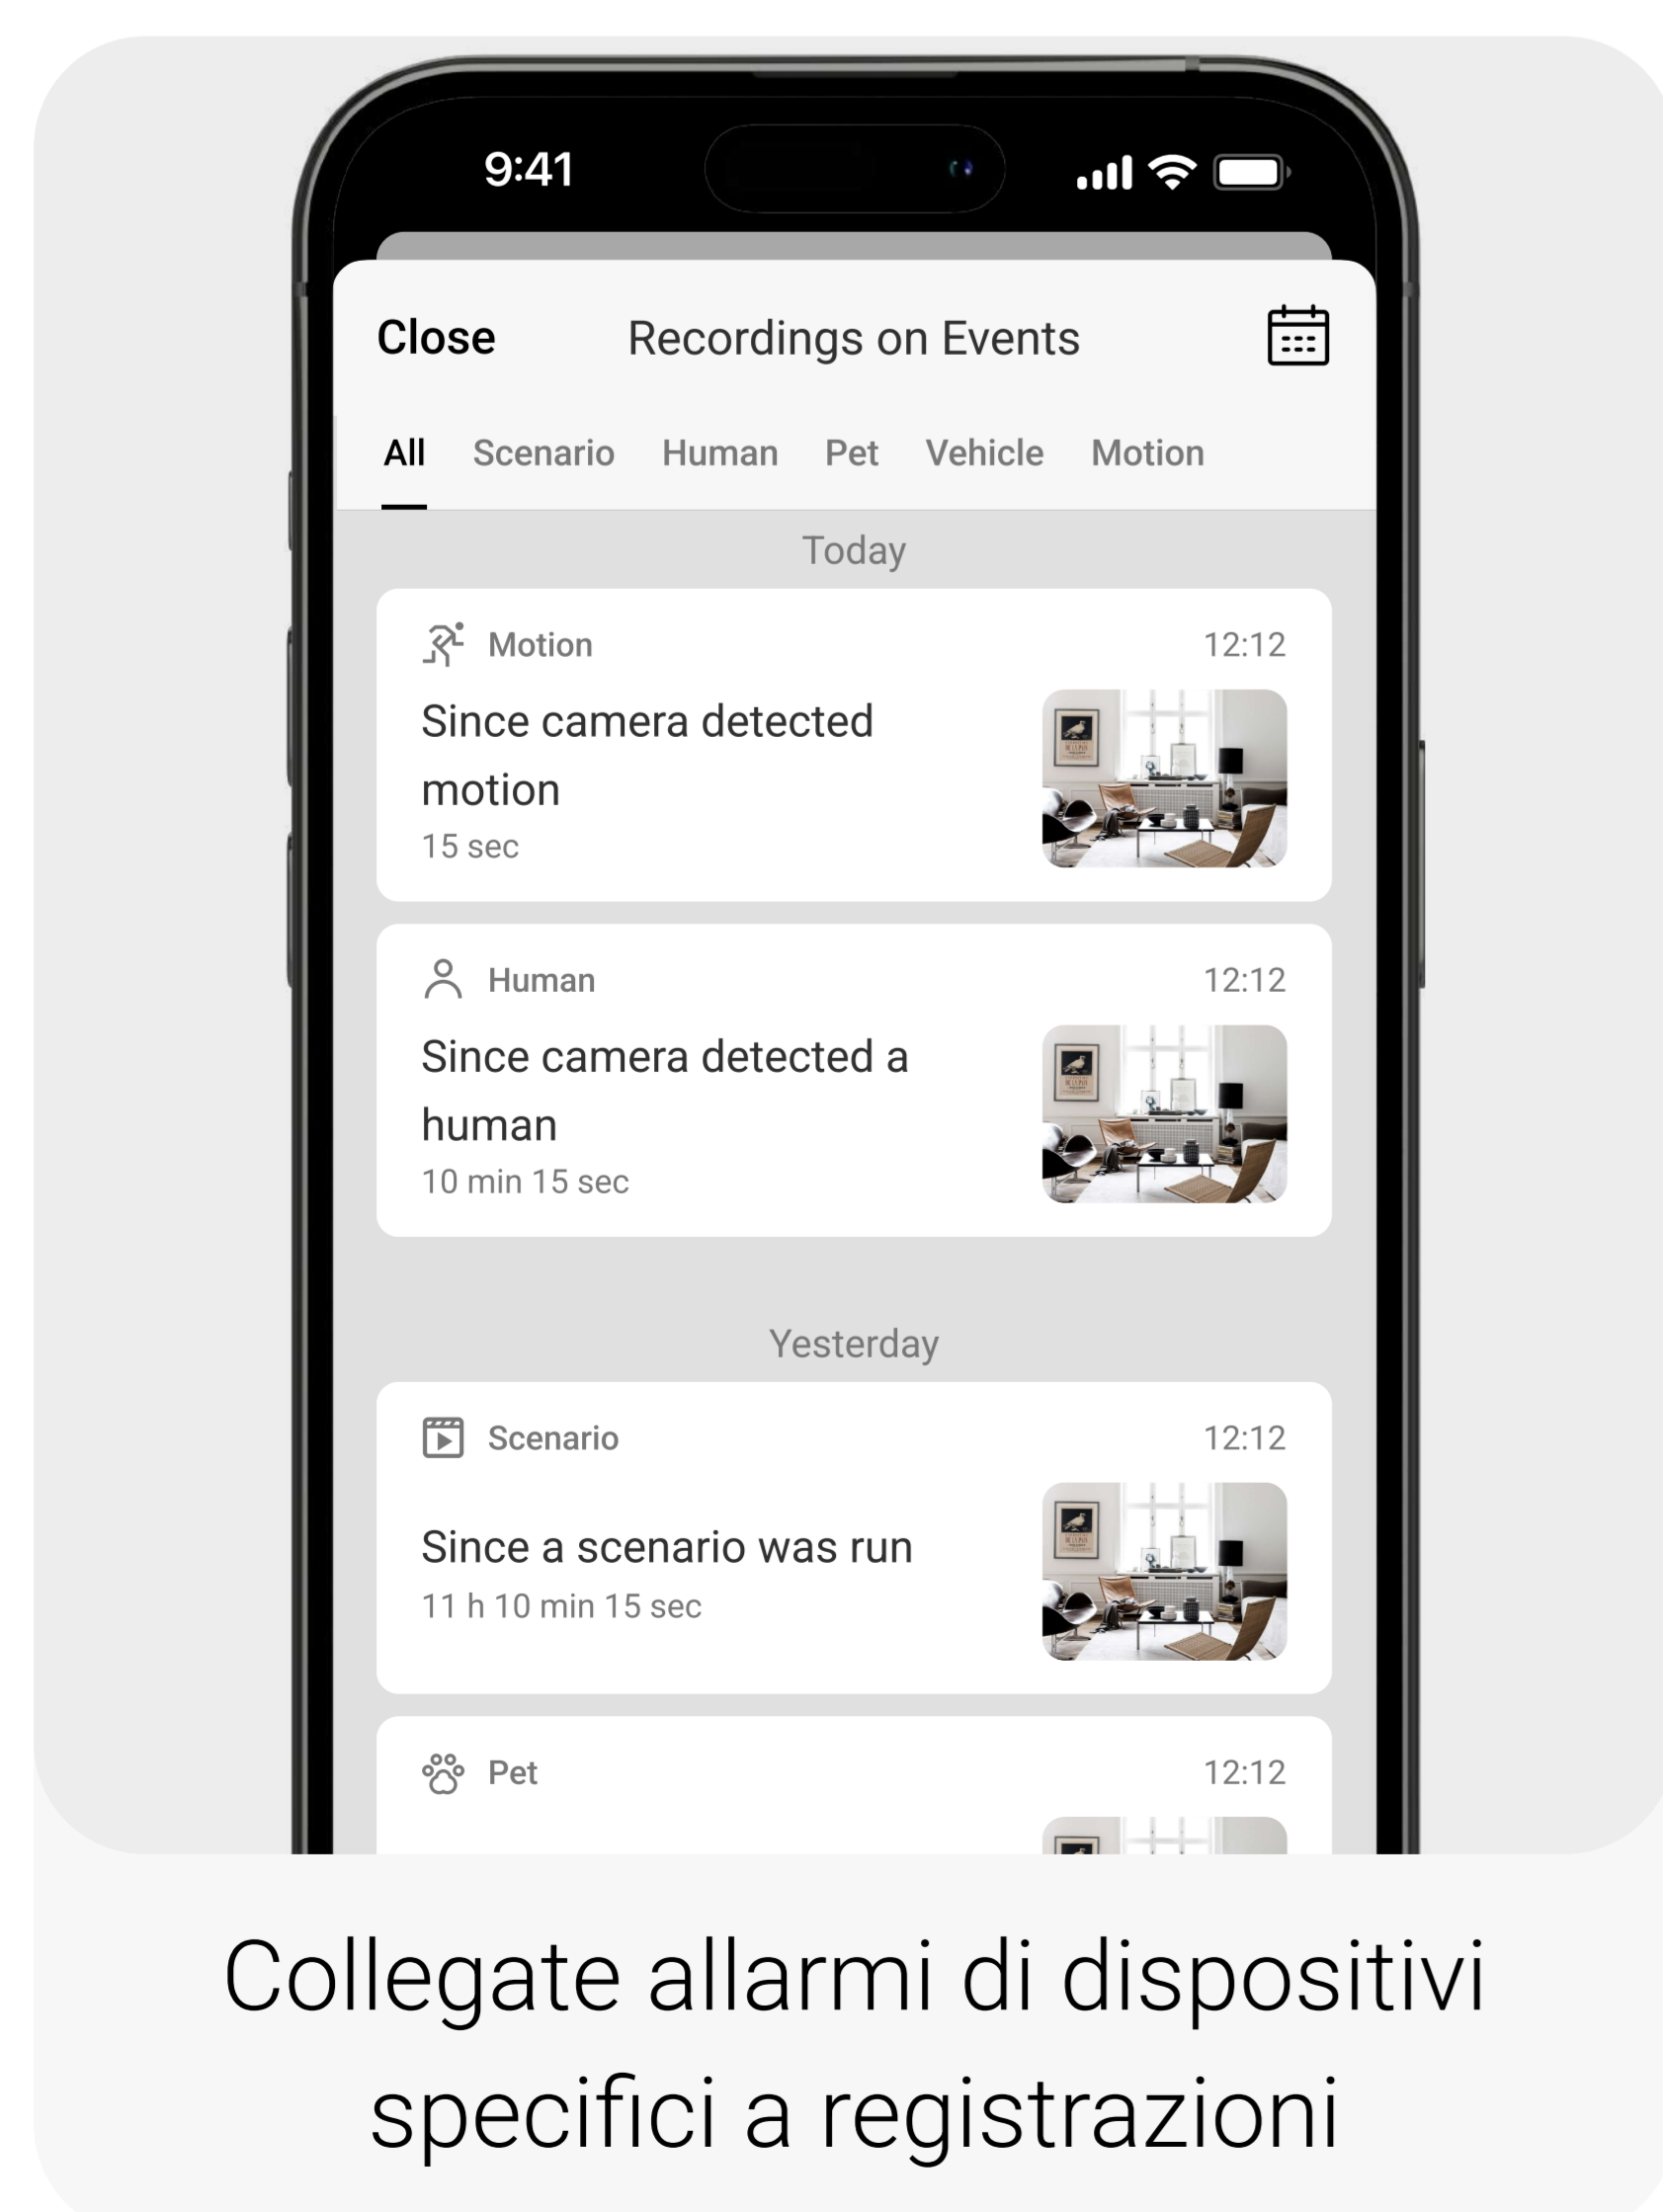 9:41
Close Recordings on Events
All Scenario Human Pet Vehicle Motion
Today
Motion 12:12
Since camera detected
motion
15 sec
Human 12:12
Since camera detected a
human
10 min 15 sec
Yesterday
Scenario 12:12
Since a scenario was run
11 h 10 min 15 sec
Pet 12:12
Collegate allarmi di dispositivi
specifici a registrazioni